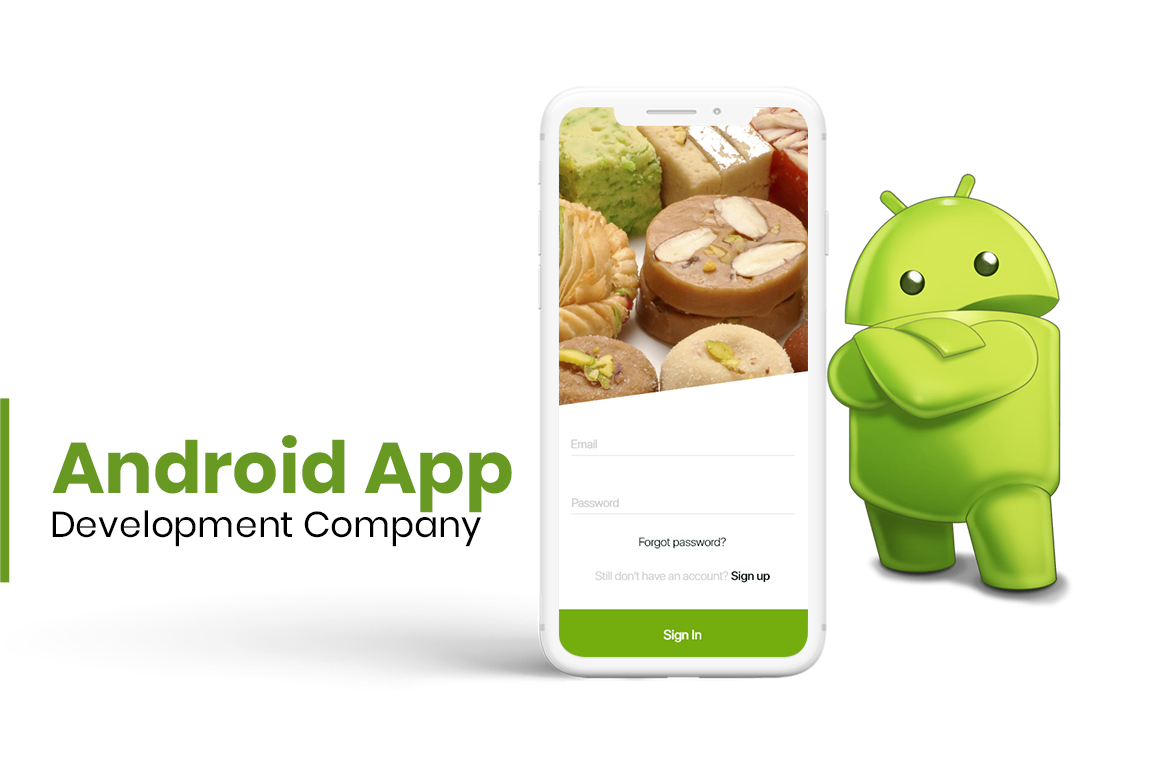 Android App
Development Company
Email
Password
Forgot password?
Still don't have an account? Sign up
Sign In